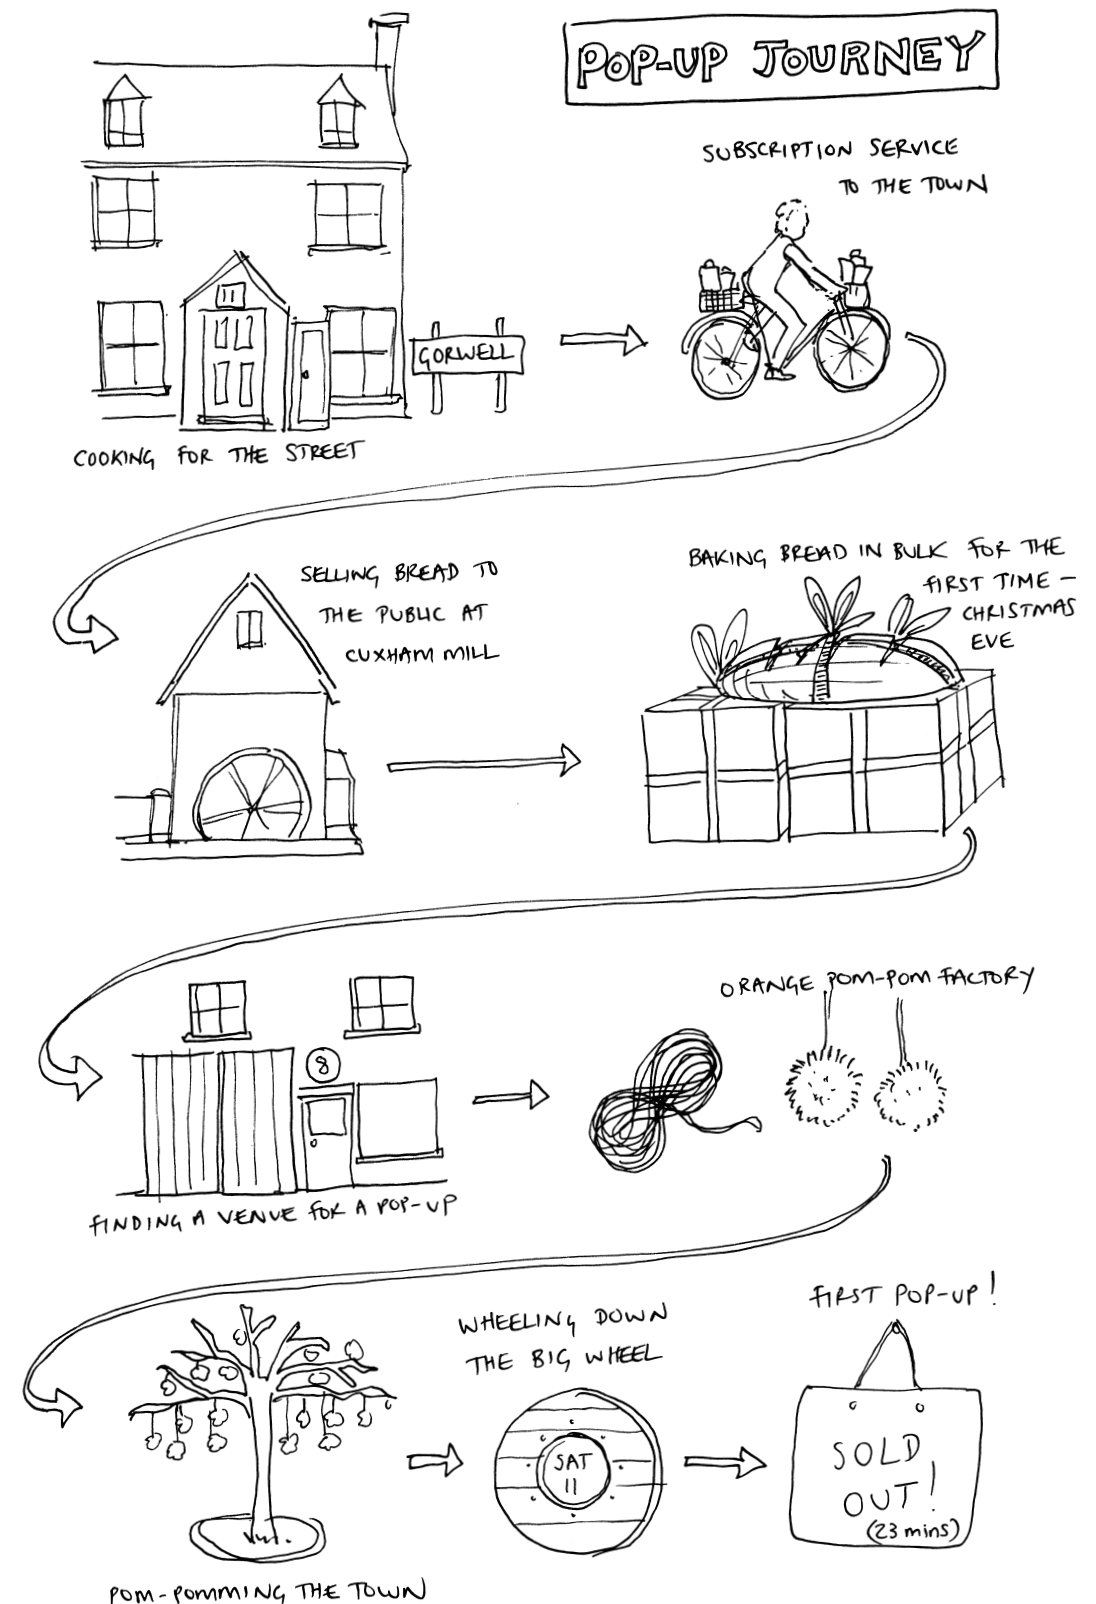 POP-UP JOURNEY
SUBSCRIPTION SERVICE
TO THE TOWN
11
GORWELL
COOKING FOR THE STREET
SELLING BREAD TO
THE PUBLIC AT
CUXHAM MILL
BAKING BREAD IN BULK FOR THE
FIRST TIME –
CHRISTMAS
EVE
8
FINDING A VENUE FOR A POP-UP
ORANGE POM-POM FACTORY
POM-POMMING THE TOWN
WHEELING DOWN
THE BIG WHEEL
SAT
11
FIRST POP-UP!
SOLD
OUT!
(23 mins)